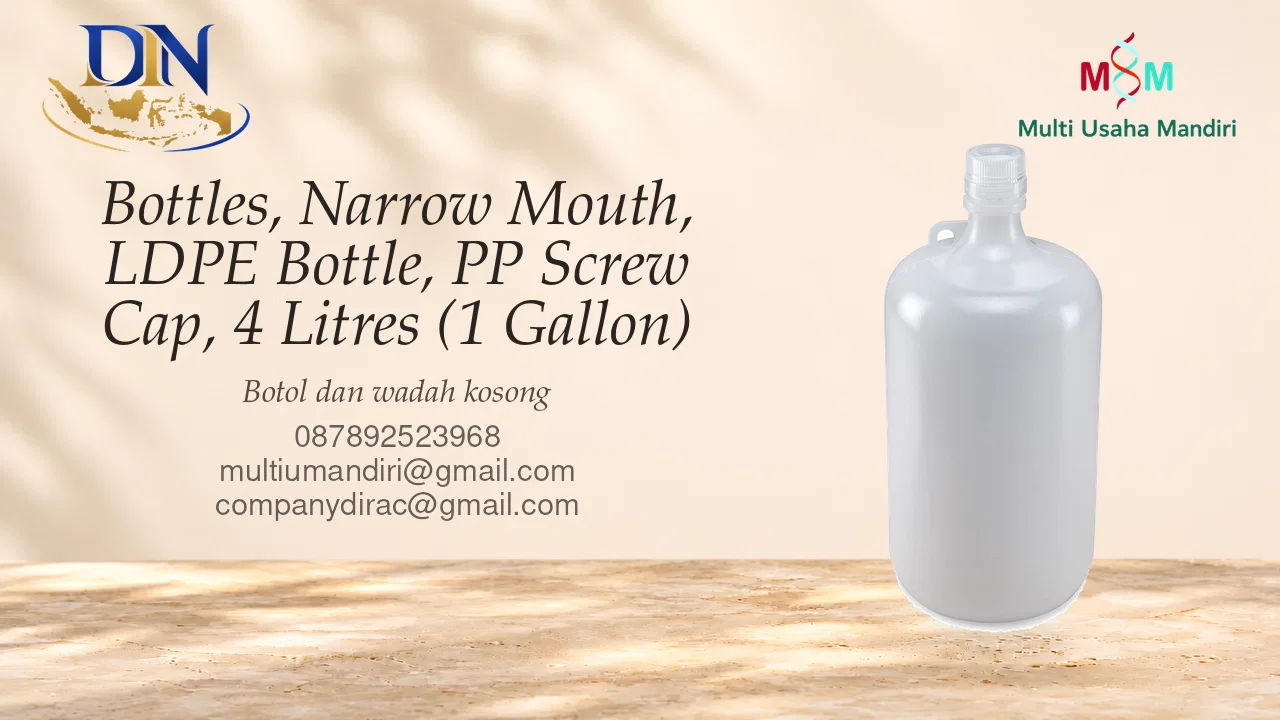 DIN
M M
Multi Usaha Mandiri
Bottles, Narrow Mouth,
LDPE Bottle, PP Screw
Cap, 4 Litres (1 Gallon)
Botol dan wadah kosong
087892523968
multiumandiri@gmail.com
companydirac@gmail.com